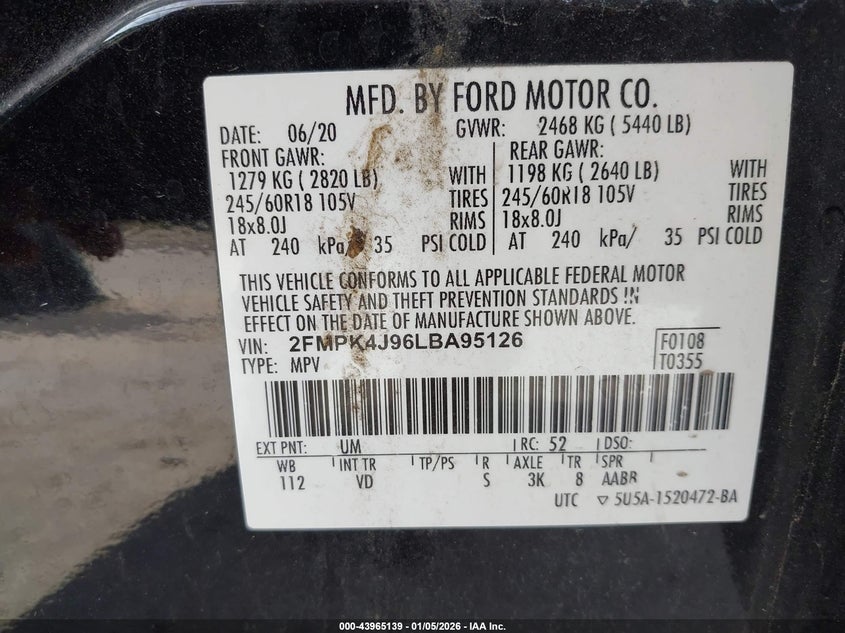 MFD. BY FORD MOTOR CO.
DATE: 06/20 GVWR: 2468 KG ( 5440 LB)
FRONT GAWR: REAR GAWR:
1279 KG ( 2820 LB) WITH 1198 KG ( 2640 LB) WITH
245/60R18 105V TIRES 245/60R18 105V TIRES
18x8.0J RIMS 18x8.0J RIMS
AT 240 kPa/ 35 PSI COLD AT 240 kPa/ 35 PSI COLD
THIS VEHICLE CONFORMS TO ALL APPLICABLE FEDERAL MOTOR
VEHICLE SAFETY AND THEFT PREVENTION STANDARDS IN
EFFECT ON THE DATE OF MANUFACTURE SHOWN ABOVE.
VIN: 2FMPK4J96LBA95126 F0108
TYPE: MPV T0355
EXT PNT: UM RC: 52 DSO:
WB INT TR TP/PS R AXLE TR SPR
112 VD S 3K 8 AABR
UTC ▽ 5U5A-1520472-BA
000-43965139 - 01/05/2026 - IAA Inc.